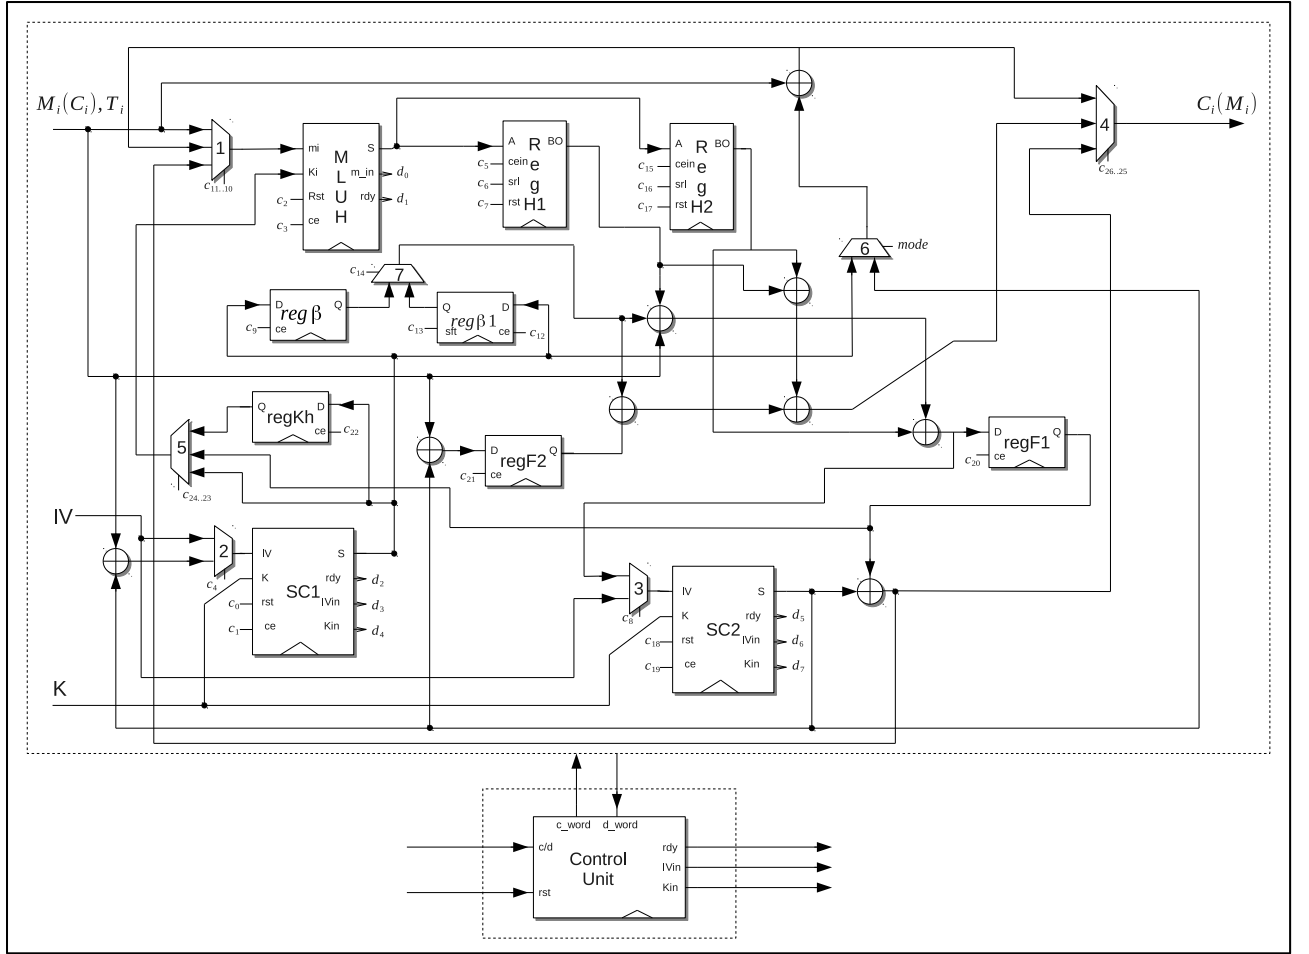 M_i(C_i), T_i
C_i(M_i)
1
c_11..10
mi
Ki
Rst
ce
c_2
c_3
M
L
U
H
S
m_in
rdy
d_0
d_1
A
cein
srl
rst
c_5
c_6
c_7
R
e
g
H1
BO
A
cein
srl
rst
c_15
c_16
c_17
R
e
g
H2
BO
4
c_26..25
6
mode
c_14
7
D
ce
c_9
reg β
Q
Q
sft
c_13
reg β 1
D
ce
c_12
Q
regKh
D
ce
c_22
5
c_24..23
D
ce
c_21
regF2
Q
D
ce
c_20
regF1
Q
IV
2
c_4
IV
K
rst
ce
c_0
c_1
SC1
S
rdy
IVin
Kin
d_2
d_3
d_4
3
c_8
IV
K
rst
ce
c_18
c_19
SC2
S
rdy
IVin
Kin
d_5
d_6
d_7
K
c_word d_word
c/d
rst
Control
Unit
rdy
IVin
Kin